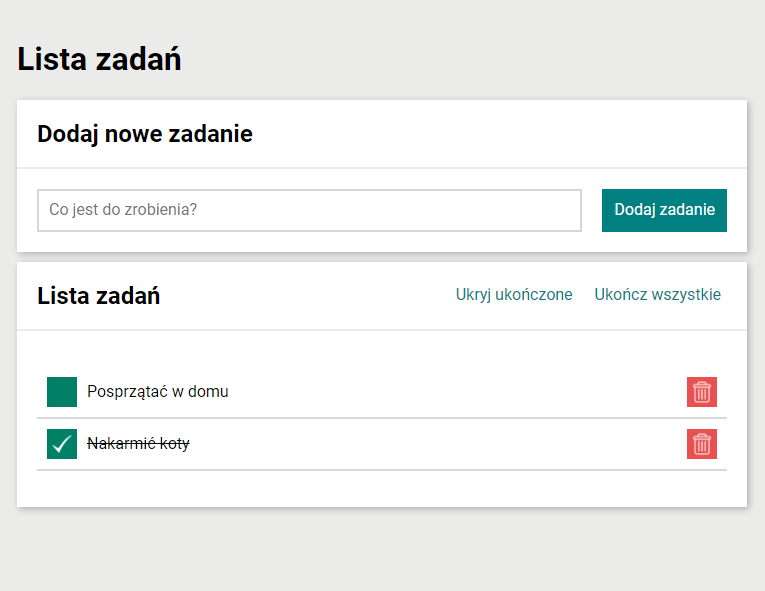 Lista zadań
Dodaj nowe zadanie
Co jest do zrobienia?
Dodaj zadanie
Lista zadań
Ukryj ukończone
Ukończ wszystkie
Posprzątać w domu
Nakarmić koty